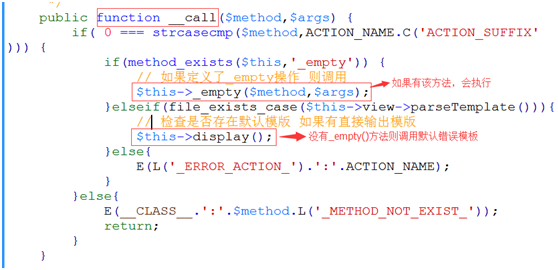 */
public function __call($method,$args) {
if( 0 === strcasecmp($method,ACTION_NAME.C('ACTION_SUFFIX'
))) {
if(method_exists($this,'_empty')) {
// 如果定义了_empty操作 则调用
$this->_empty($method,$args);
如果有该方法，会执行
}elseif(file_exists_case($this->view->parseTemplate())){
// 检查是否存在默认模版 如果有直接输出模版
$this->display();
没有_empty()方法则调用默认错误模板
}else{
E(L('_ERROR_ACTION_').':'.ACTION_NAME);
}
}else{
E(__CLASS__.':'.$method.L('_METHOD_NOT_EXIST_'));
return;
}
}